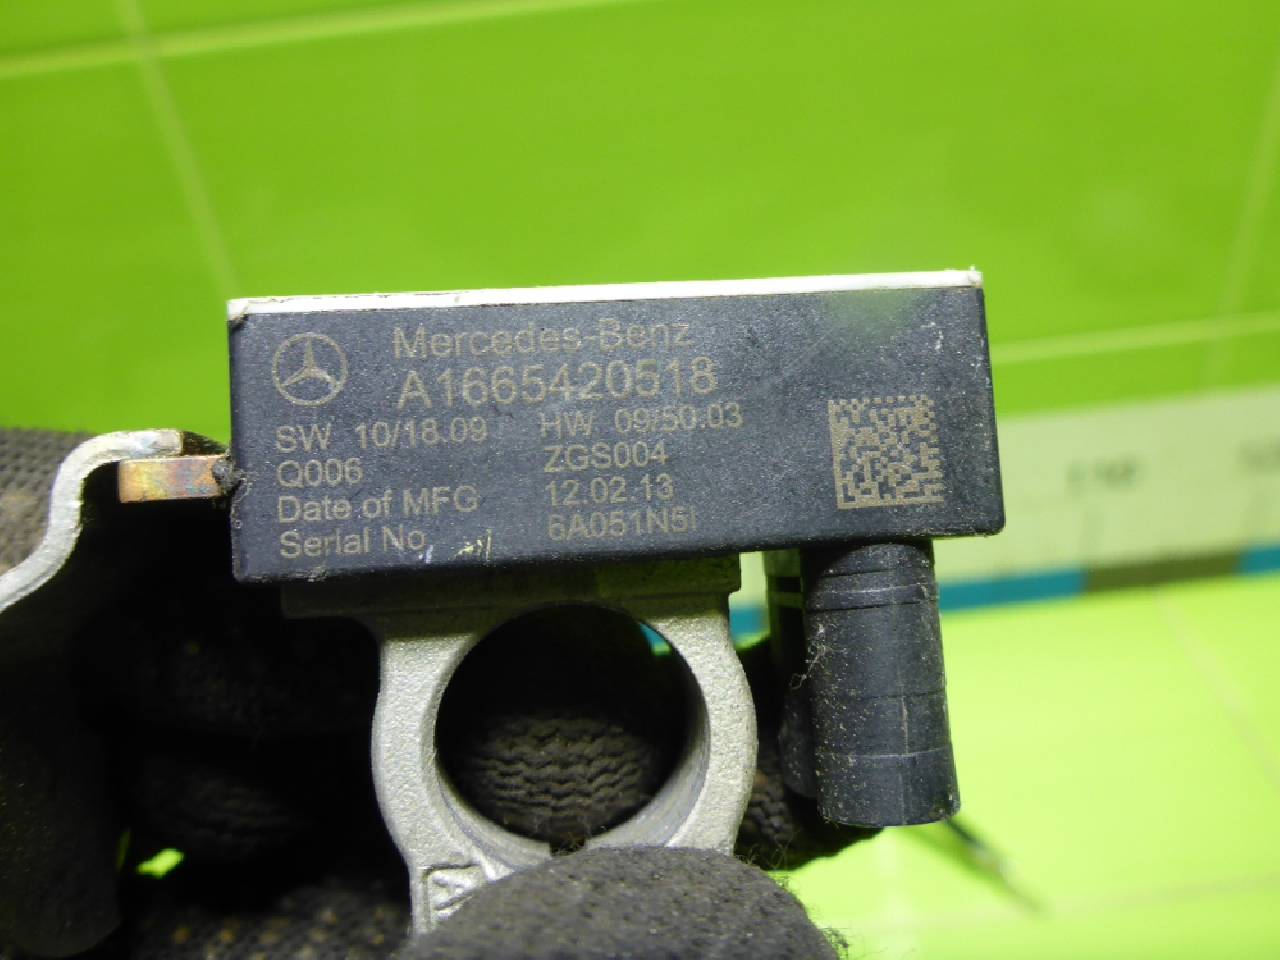 Mercedes-Benz
A1665420518
SW 10/18.09 HW 09/50.03
Q006 ZGS004
Date of MFG 12.02.13
Serial No. 6A051N5I